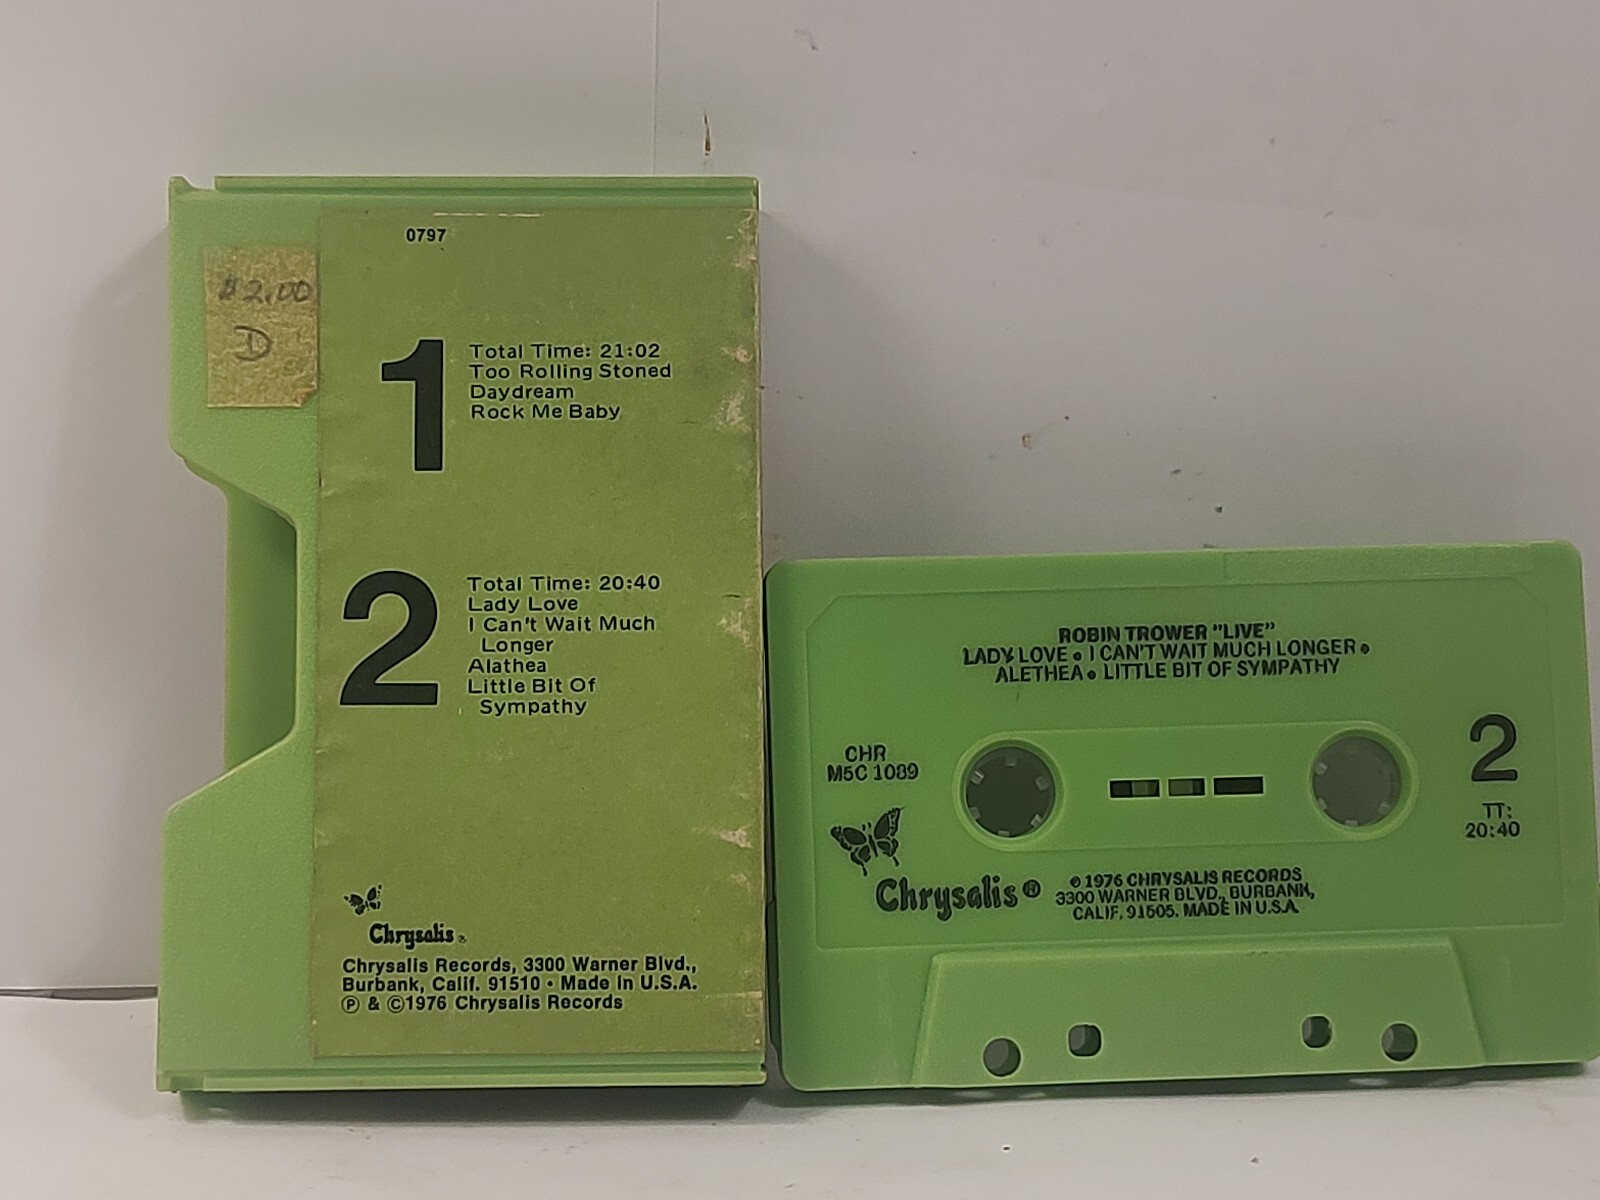 0797
$2.00
D
1
Total Time: 21:02
Too Rolling Stoned
Daydream
Rock Me Baby
2
Total Time: 20:40
Lady Love
I Can't Wait Much
Longer
Alathea
Little Bit Of
Sympathy
Chrysalis®
Chrysalis Records, 3300 Warner Blvd.,
Burbank, Calif. 91510 • Made In U.S.A.
Ⓟ & ©1976 Chrysalis Records
ROBIN TROWER "LIVE"
LADY LOVE • I CAN'T WAIT MUCH LONGER •
ALETHEA • LITTLE BIT OF SYMPATHY
CHR
M5C 1089
2
TT:
20:40
Chrysalis®
℗ 1976 CHRYSALIS RECORDS
3300 WARNER BLVD., BURBANK,
CALIF. 91505. MADE IN U.S.A.